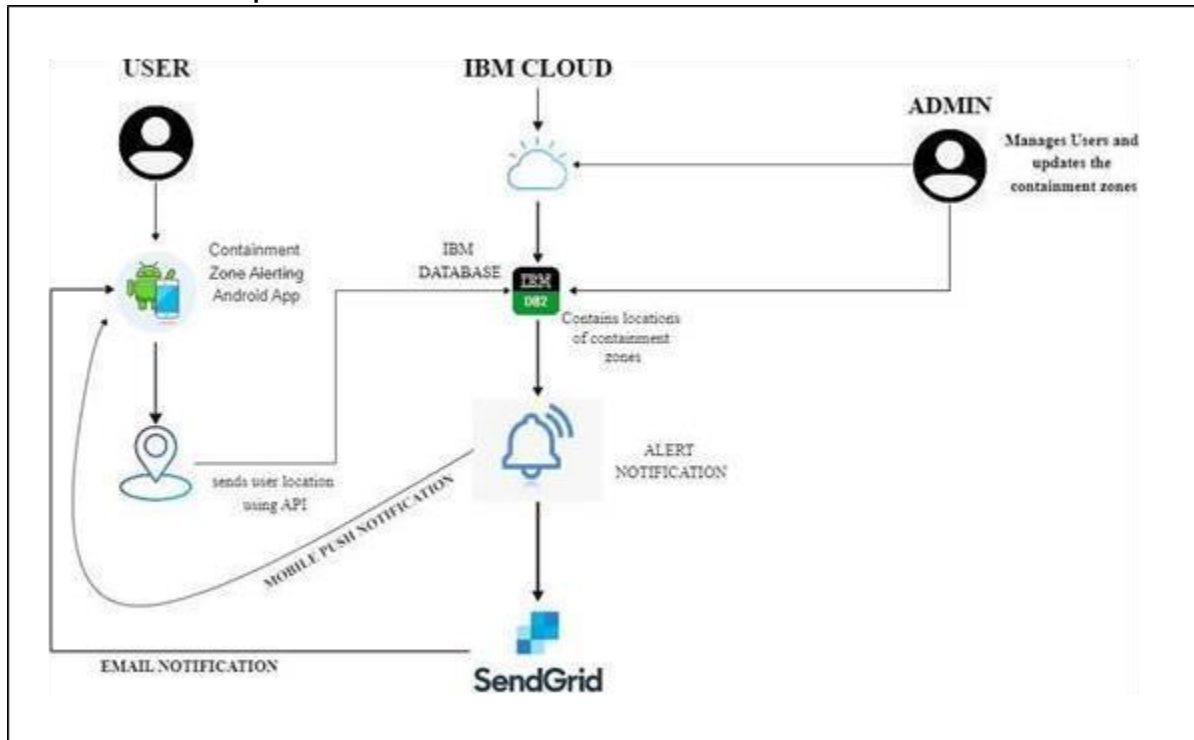 USER
IBM CLOUD
ADMIN
Manages Users and
updates the
containment zones
Containment
Zone Alerting
Android App
IBM
DATABASE
IBM
DB2
Contains locations
of containment
zones
ALERT
NOTIFICATION
sends user location
using API
MOBILE PUSH NOTIFICATION
EMAIL NOTIFICATION
SendGrid